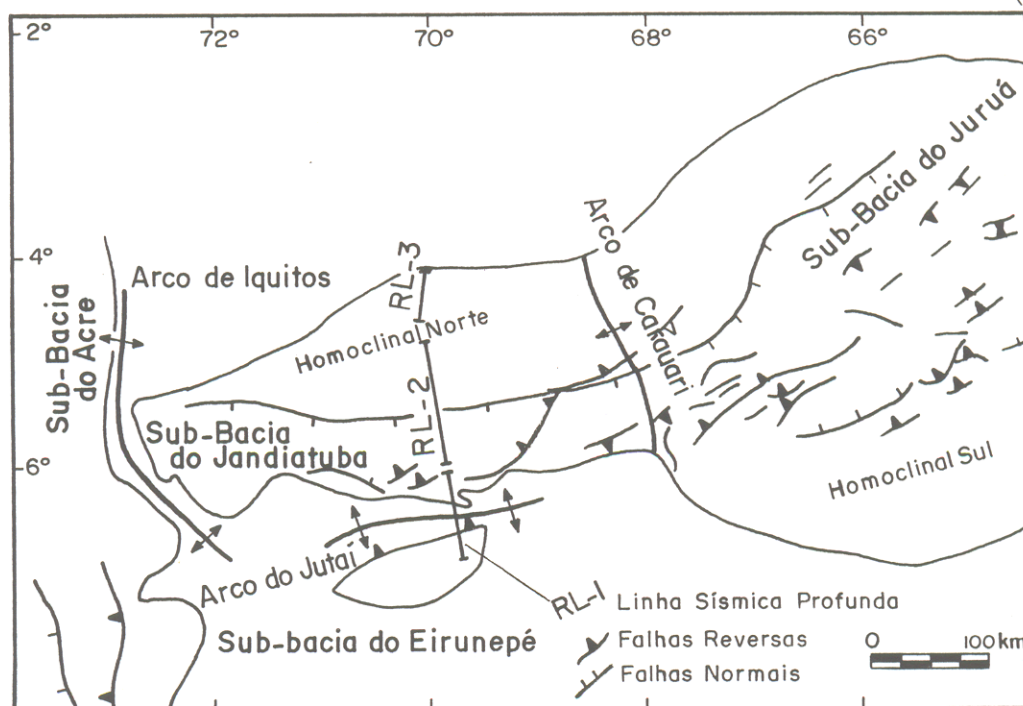 2°
72°
70°
68°
66°
Sub-Bacia do Juruá
Arco de Carauari
4°
Arco de Iquitos
RL-3
Sub-Bacia
do Acre
Homoclinal Norte
RL-2
Sub-Bacia
do Jandiatuba
6°
Homoclinal Sul
Arco do Jutaí
RL-1 Linha Sísmica Profunda
Sub-bacia do Eirunepé
Falhas Reversas
0 100km
Falhas Normais